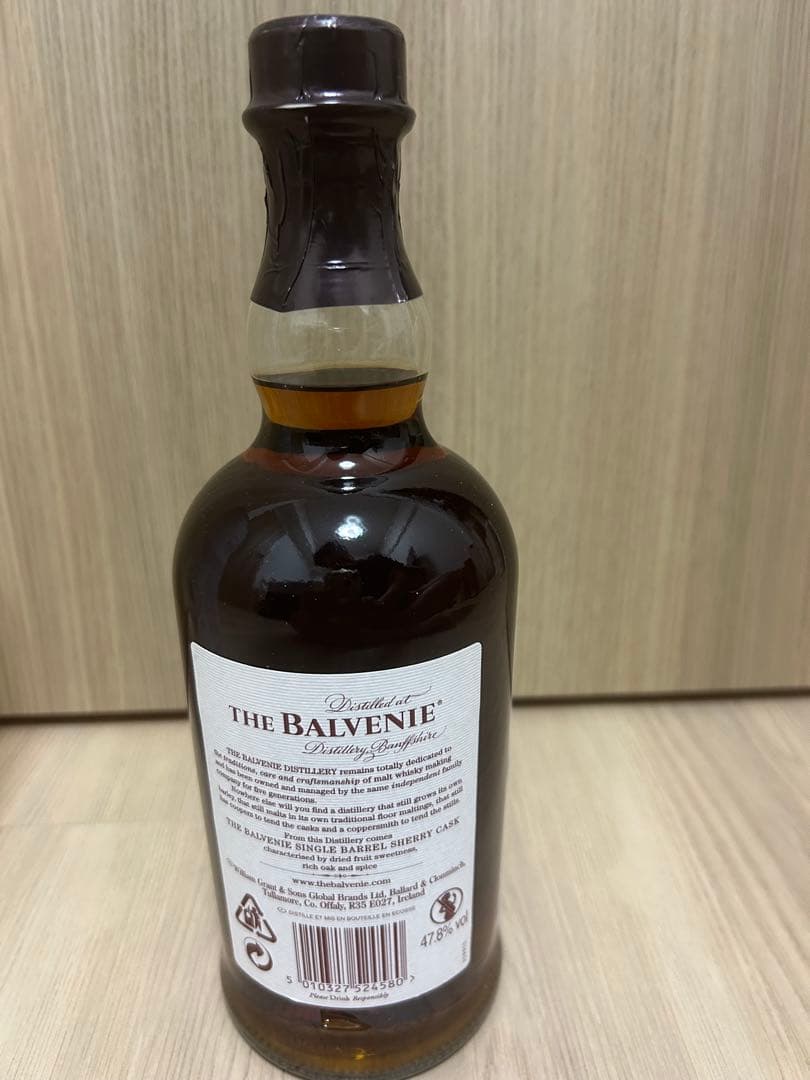 Distilled at
THE BALVENIE®
Distillery, Banffshire
THE BALVENIE DISTILLERY remains totally dedicated to
the traditions, care and craftsmanship of malt whisky making
and has been owned and managed by the same independent family
company for five generations.
Nowhere else will you find a distillery that still grows its own
barley, that still malts in its own traditional floor maltings, that still
has coopers to tend the casks and a coppersmith to tend the stills.
From this Distillery comes
THE BALVENIE SINGLE BARREL SHERRY CASK
characterised by dried fruit sweetness,
rich oak and spice
www.thebalvenie.com
William Grant & Sons Global Brands Ltd, Ballard & Clonminch,
Tullamore, Co. Offaly, R35 E027, Ireland
DISTILLE ET MIS EN BOUTEILLE EN ECOSSE
47.8% vol
5 010327 524580 >
Please Drink Responsibly